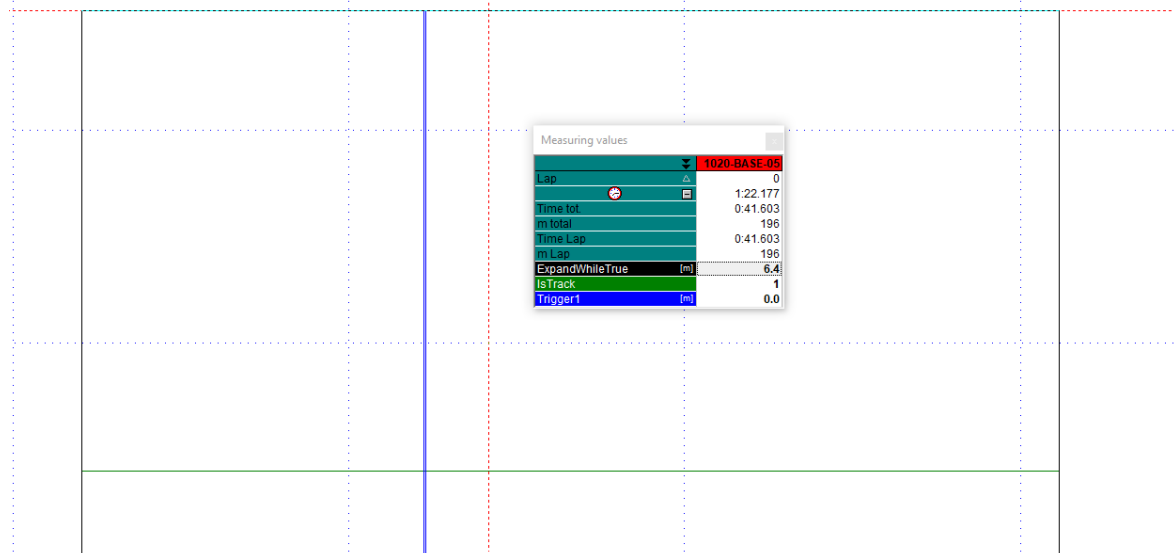 Measuring values
1020-BASE-05
Lap 0
1:22.177
Time tot. 0:41.603
m total 196
Time Lap 0:41.603
m Lap 196
ExpandWhileTrue [m] 6.4
IsTrack 1
Trigger1 [m] 0.0